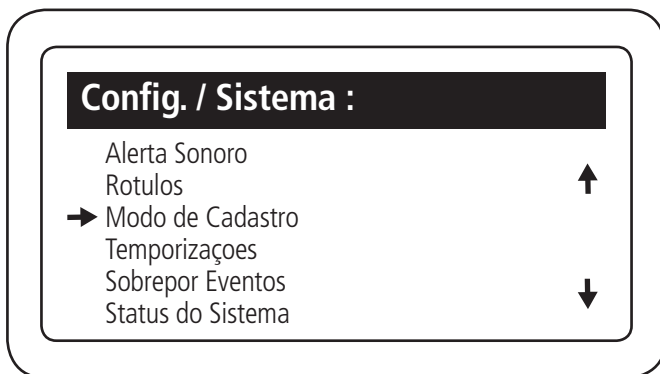 Config. / Sistema :
Alerta Sonoro
Rotulos
Modo de Cadastro
Temporizaçoes
Sobrepor Eventos
Status do Sistema